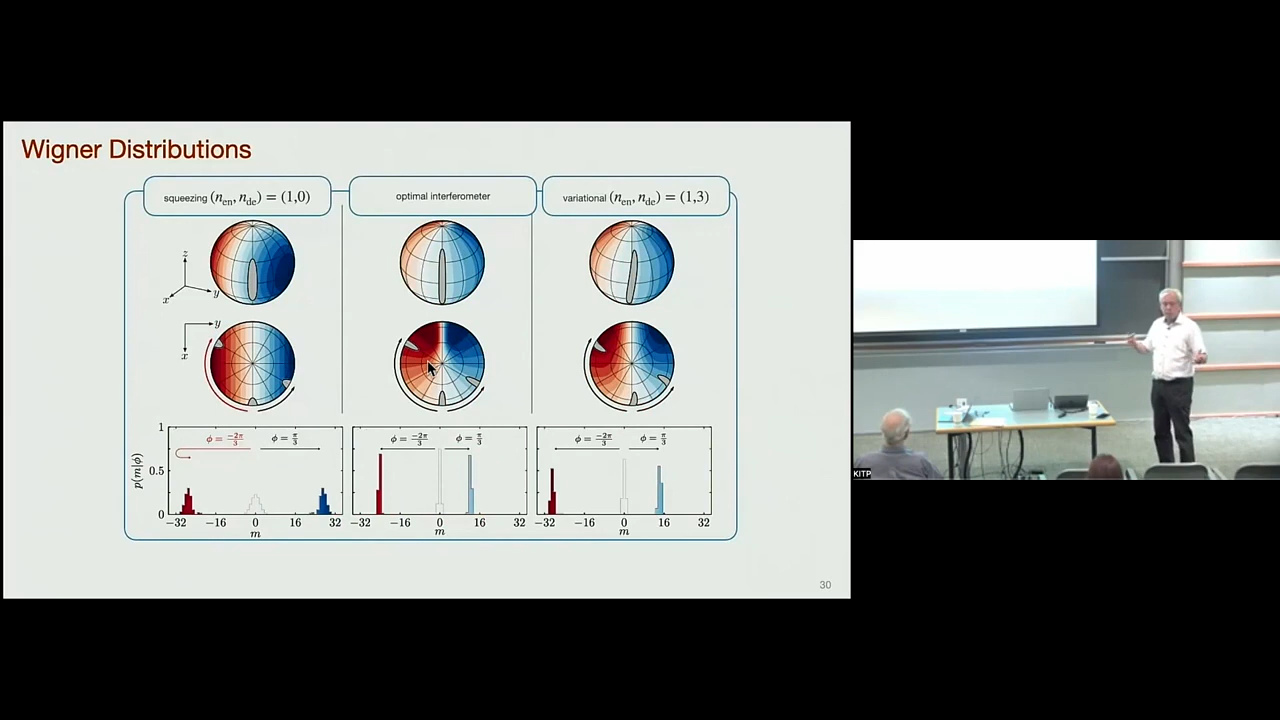 Wigner Distributions
squeezing (n_en, n_de) = (1,0)
optimal interferometer
variational (n_en, n_de) = (1,3)
z
x
y
y
x
1
0.5
0
p(m|ϕ)
ϕ = -2π/3
ϕ = π/3
ϕ = -2π/3
ϕ = π/3
ϕ = -2π/3
ϕ = π/3
−32 −16 0 16 32
m
−32 −16 0 16 32
m
−32 −16 0 16 32
m
30
KITP